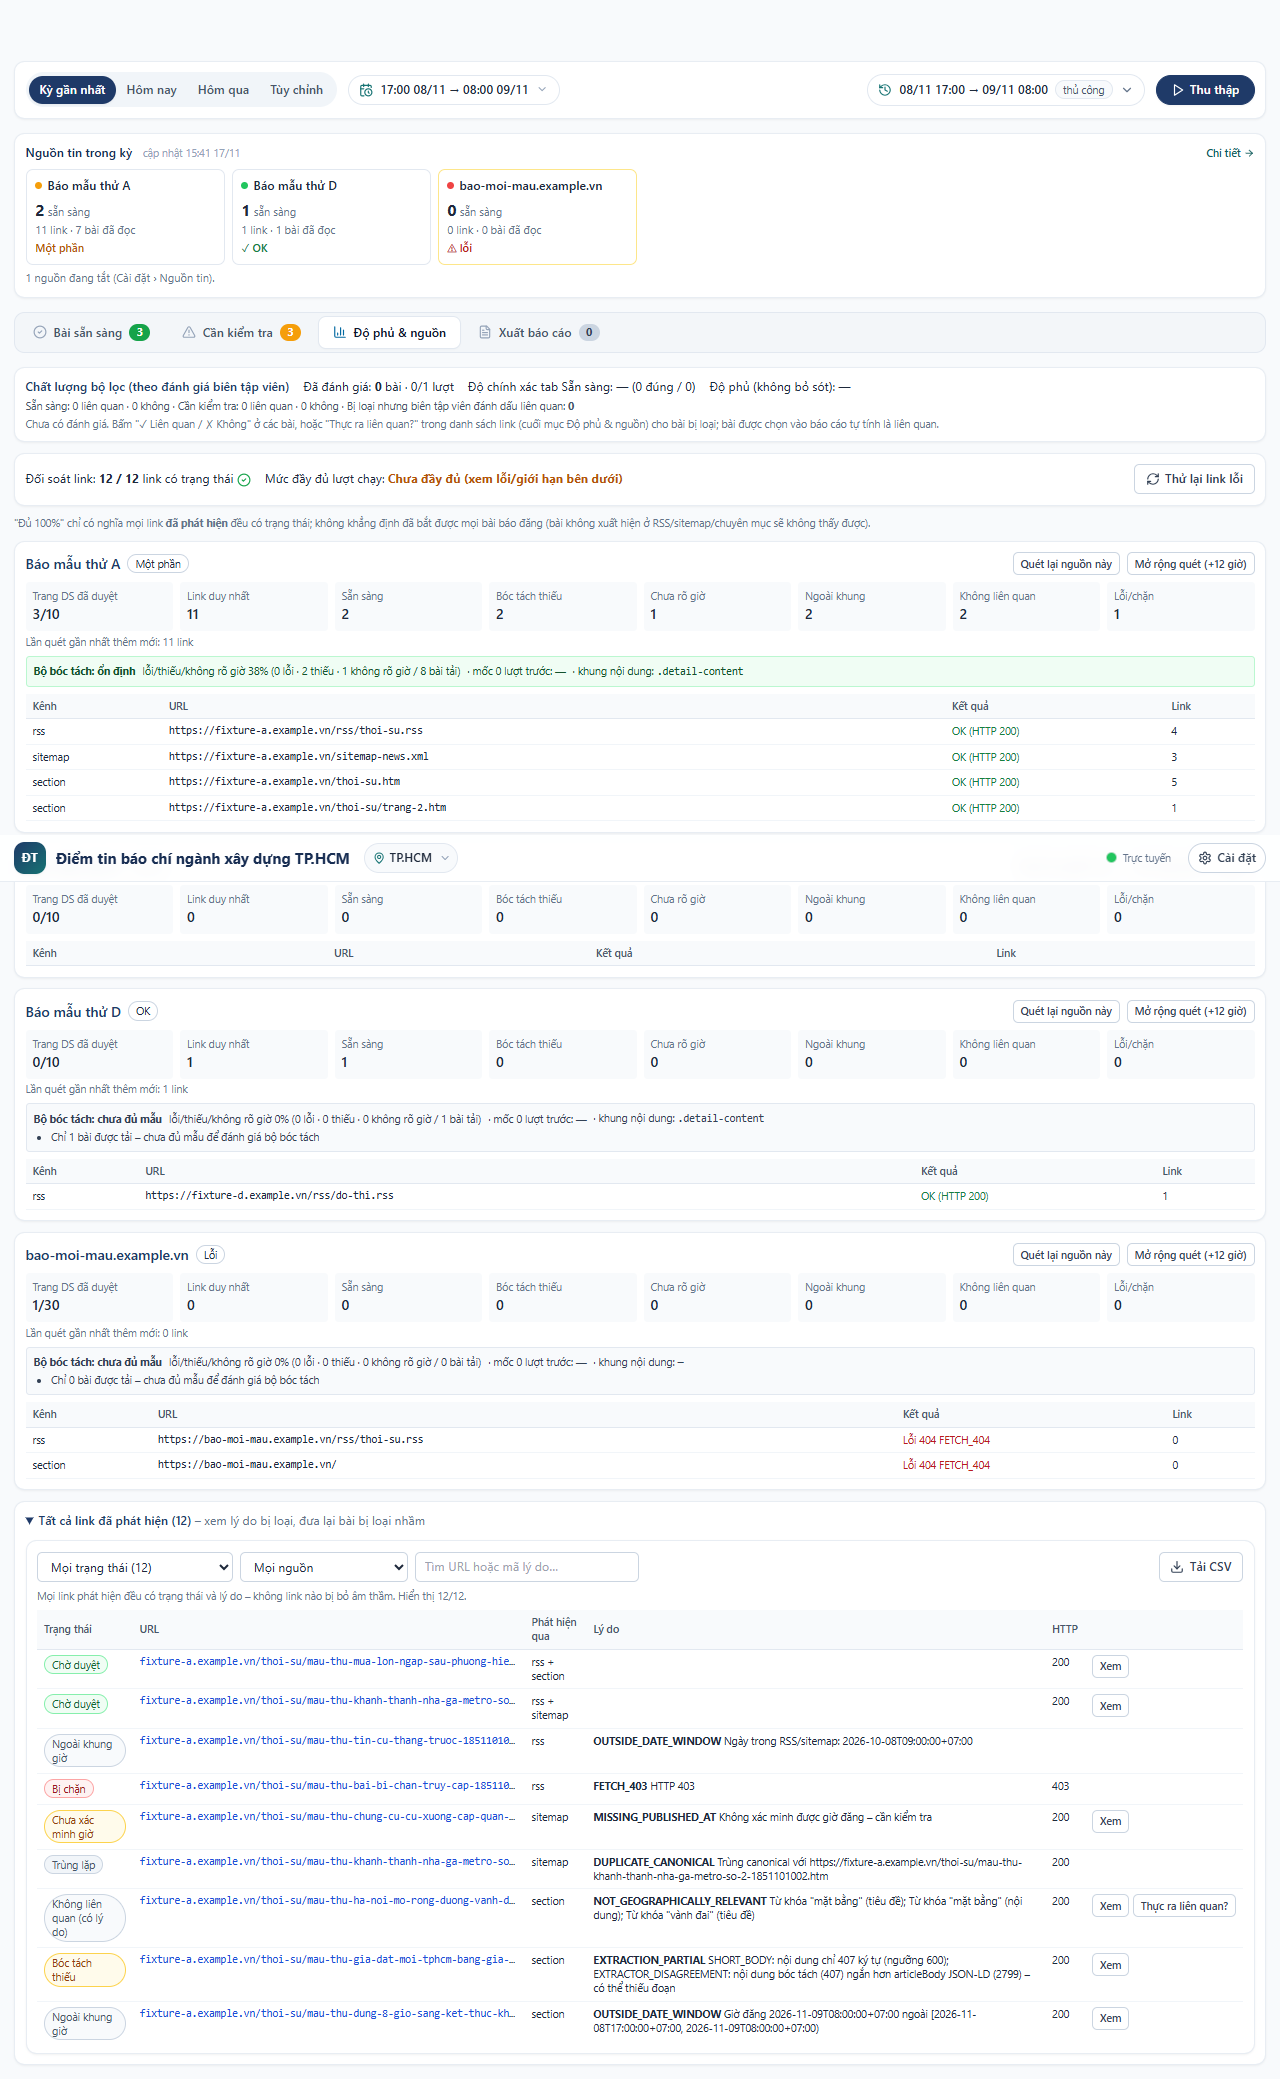 Kỳ gần nhất Hôm nay Hôm qua Tùy chỉnh 17:00 08/11 → 08:00 09/11 08/11 17:00 → 09/11 08:00 thủ công Thu thập
Nguồn tin trong kỳ cập nhật 15:41 17/11 Chi tiết →
Báo mẫu thử A Báo mẫu thử D bao-moi-mau.example.vn
2 sẵn sàng 1 sẵn sàng 0 sẵn sàng
11 link · 7 bài đã đọc 1 link · 1 bài đã đọc 0 link · 0 bài đã đọc
Một phần ✓ OK ⚠ lỗi
1 nguồn đang tắt (Cài đặt › Nguồn tin).
Bài sẵn sàng 3 Cần kiểm tra 3 Độ phủ & nguồn Xuất báo cáo 0
Chất lượng bộ lọc (theo đánh giá biên tập viên) Đã đánh giá: 0 bài · 0/1 lượt Độ chính xác tab Sẵn sàng: — (0 đúng / 0) Độ phủ (không bỏ sót): —
Sẵn sàng: 0 liên quan · 0 không · Cần kiểm tra: 0 liên quan · 0 không · Bị loại nhưng biên tập viên đánh dấu liên quan: 0
Chưa có đánh giá. Bấm "✓ Liên quan / ✗ Không" ở các bài, hoặc "Thực ra liên quan?" trong danh sách link (cuối mục Độ phủ & nguồn) cho bài bị loại; bài được chọn vào báo cáo tự tính là liên quan.
Đối soát link: 12 / 12 link có trạng thái Mức đầy đủ lượt chạy: Chưa đầy đủ (xem lỗi/giới hạn bên dưới) Thử lại link lỗi
"Đủ 100%" chỉ có nghĩa mọi link đã phát hiện đều có trạng thái; không khẳng định đã bắt được mọi bài báo đăng (bài không xuất hiện ở RSS/sitemap/chuyên mục sẽ không thấy được).
Báo mẫu thử A Một phần Quét lại nguồn này Mở rộng quét (+12 giờ)
Trang DS đã duyệt Link duy nhất Sẵn sàng Bóc tách thiếu Chưa rõ giờ Ngoài khung Không liên quan Lỗi/chặn
3/10 11 2 2 1 2 2 1
Lần quét gần nhất thêm mới: 11 link
Bộ bóc tách: ổn định lỗi/thiếu/không rõ giờ 38% (0 lỗi · 2 thiếu · 1 không rõ giờ / 8 bài tải) · mốc 0 lượt trước: — · khung nội dung: .detail-content
Kênh URL Kết quả Link
rss https://fixture-a.example.vn/rss/thoi-su.rss OK (HTTP 200) 4
sitemap https://fixture-a.example.vn/sitemap-news.xml OK (HTTP 200) 3
section https://fixture-a.example.vn/thoi-su.htm OK (HTTP 200) 5
section https://fixture-a.example.vn/thoi-su/trang-2.htm OK (HTTP 200) 1
ĐT Điểm tin báo chí ngành xây dựng TP.HCM TP.HCM Trực tuyến Cài đặt
Trang DS đã duyệt Link duy nhất Sẵn sàng Bóc tách thiếu Chưa rõ giờ Ngoài khung Không liên quan Lỗi/chặn
0/10 0 0 0 0 0 0 0
Kênh URL Kết quả Link
Báo mẫu thử D OK Quét lại nguồn này Mở rộng quét (+12 giờ)
Trang DS đã duyệt Link duy nhất Sẵn sàng Bóc tách thiếu Chưa rõ giờ Ngoài khung Không liên quan Lỗi/chặn
0/10 1 1 0 0 0 0 0
Lần quét gần nhất thêm mới: 1 link
Bộ bóc tách: chưa đủ mẫu lỗi/thiếu/không rõ giờ 0% (0 lỗi · 0 thiếu · 0 không rõ giờ / 1 bài tải) · mốc 0 lượt trước: — · khung nội dung: .detail-content
• Chỉ 1 bài được tải – chưa đủ mẫu để đánh giá bộ bóc tách
Kênh URL Kết quả Link
rss https://fixture-d.example.vn/rss/do-thi.rss OK (HTTP 200) 1
bao-moi-mau.example.vn Lỗi Quét lại nguồn này Mở rộng quét (+12 giờ)
Trang DS đã duyệt Link duy nhất Sẵn sàng Bóc tách thiếu Chưa rõ giờ Ngoài khung Không liên quan Lỗi/chặn
1/30 0 0 0 0 0 0 0
Lần quét gần nhất thêm mới: 0 link
Bộ bóc tách: chưa đủ mẫu lỗi/thiếu/không rõ giờ 0% (0 lỗi · 0 thiếu · 0 không rõ giờ / 0 bài tải) · mốc 0 lượt trước: — · khung nội dung: –
• Chỉ 0 bài được tải – chưa đủ mẫu để đánh giá bộ bóc tách
Kênh URL Kết quả Link
rss https://bao-moi-mau.example.vn/rss/thoi-su.rss Lỗi 404 FETCH_404 0
section https://bao-moi-mau.example.vn/ Lỗi 404 FETCH_404 0
▼ Tất cả link đã phát hiện (12) – xem lý do bị loại, đưa lại bài bị loại nhầm
Mọi trạng thái (12) Mọi nguồn Tìm URL hoặc mã lý do... Tải CSV
Mọi link phát hiện đều có trạng thái và lý do – không link nào bị bỏ âm thầm. Hiển thị 12/12.
Trạng thái URL Phát hiện qua Lý do HTTP
Chờ duyệt fixture-a.example.vn/thoi-su/mau-thu-mua-lon-ngap-sau-phuong-hie… rss + section 200 Xem
Chờ duyệt fixture-a.example.vn/thoi-su/mau-thu-khanh-thanh-nha-ga-metro-so… rss + sitemap 200 Xem
Ngoài khung giờ fixture-a.example.vn/thoi-su/mau-thu-tin-cu-thang-truoc-18511010… rss OUTSIDE_DATE_WINDOW Ngày trong RSS/sitemap: 2026-10-08T09:00:00+07:00
Bị chặn fixture-a.example.vn/thoi-su/mau-thu-bai-bi-chan-truy-cap-185110… rss FETCH_403 HTTP 403 403
Chưa xác minh giờ fixture-a.example.vn/thoi-su/mau-thu-chung-cu-cu-xuong-cap-quan-… sitemap MISSING_PUBLISHED_AT Không xác minh được giờ đăng – cần kiểm tra 200 Xem
Trùng lặp fixture-a.example.vn/thoi-su/mau-thu-khanh-thanh-nha-ga-metro-so… sitemap DUPLICATE_CANONICAL Trùng canonical với https://fixture-a.example.vn/thoi-su/mau-thu-khanh-thanh-nha-ga-metro-so-2-1851101002.htm 200
Không liên quan (có lý do) fixture-a.example.vn/thoi-su/mau-thu-ha-noi-mo-rong-duong-vanh-d… section NOT_GEOGRAPHICALLY_RELEVANT Từ khóa "mặt bằng" (tiêu đề); Từ khóa "mặt bằng" (nội dung); Từ khóa "vành đai" (tiêu đề) 200 Xem Thực ra liên quan?
Bóc tách thiếu fixture-a.example.vn/thoi-su/mau-thu-gia-dat-moi-tphcm-bang-gia-… section EXTRACTION_PARTIAL SHORT_BODY: nội dung chỉ 407 ký tự (ngưỡng 600); EXTRACTOR_DISAGREEMENT: nội dung bóc tách (407) ngắn hơn articleBody JSON-LD (2799) – có thể thiếu đoạn 200 Xem
Ngoài khung giờ fixture-a.example.vn/thoi-su/mau-thu-dung-8-gio-sang-ket-thuc-kh… section OUTSIDE_DATE_WINDOW Giờ đăng 2026-11-09T08:00:00+07:00 ngoài [2026-11-08T17:00:00+07:00, 2026-11-09T08:00:00+07:00) 200 Xem